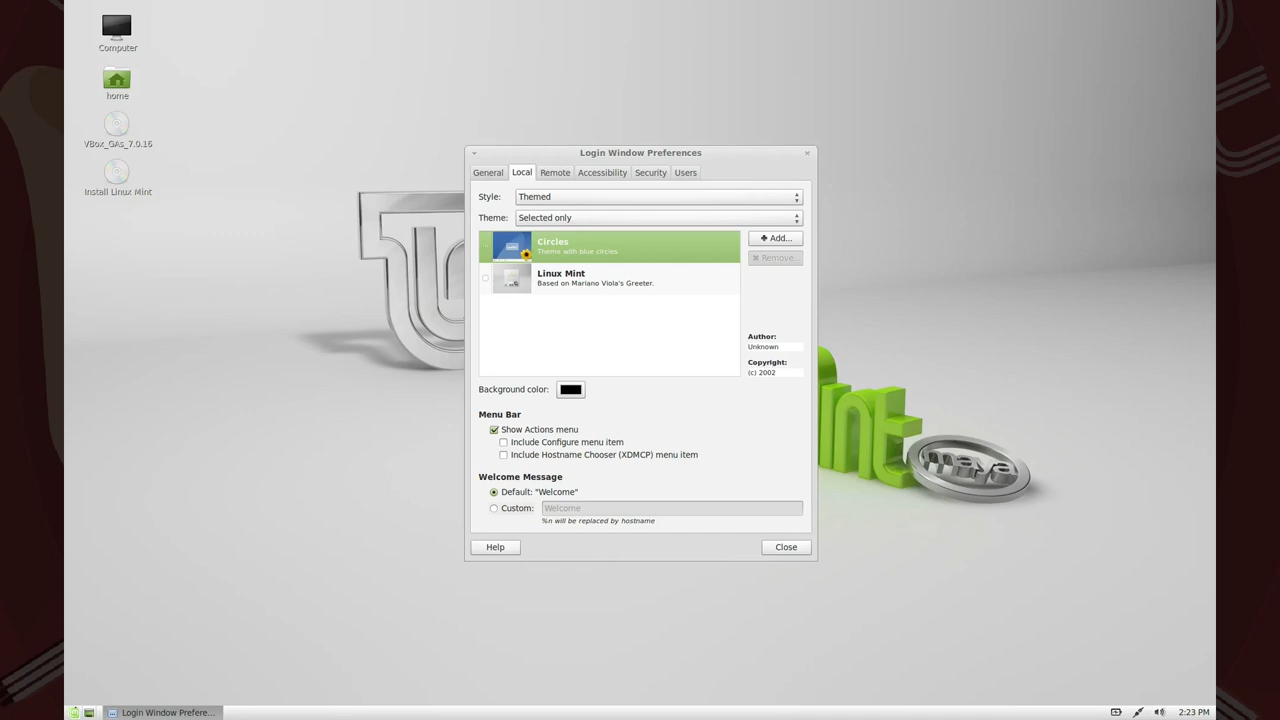 Computer
home
VBox_GAs_7.0.16
Install Linux Mint
Login Window Preferences
General Local Remote Accessibility Security Users
Style: Themed
Theme: Selected only
Circles
Theme with blue circles
Add...
Remove...
Linux Mint
Based on Mariano Viola's Greeter.
Author:
Unknown
Copyright:
(c) 2002
Background color:
Menu Bar
Show Actions menu
Include Configure menu item
Include Hostname Chooser (XDMCP) menu item
Welcome Message
Default: "Welcome"
Custom: Welcome
%n will be replaced by hostname
Help Close
maya
Login Window Prefere... 2:23 PM